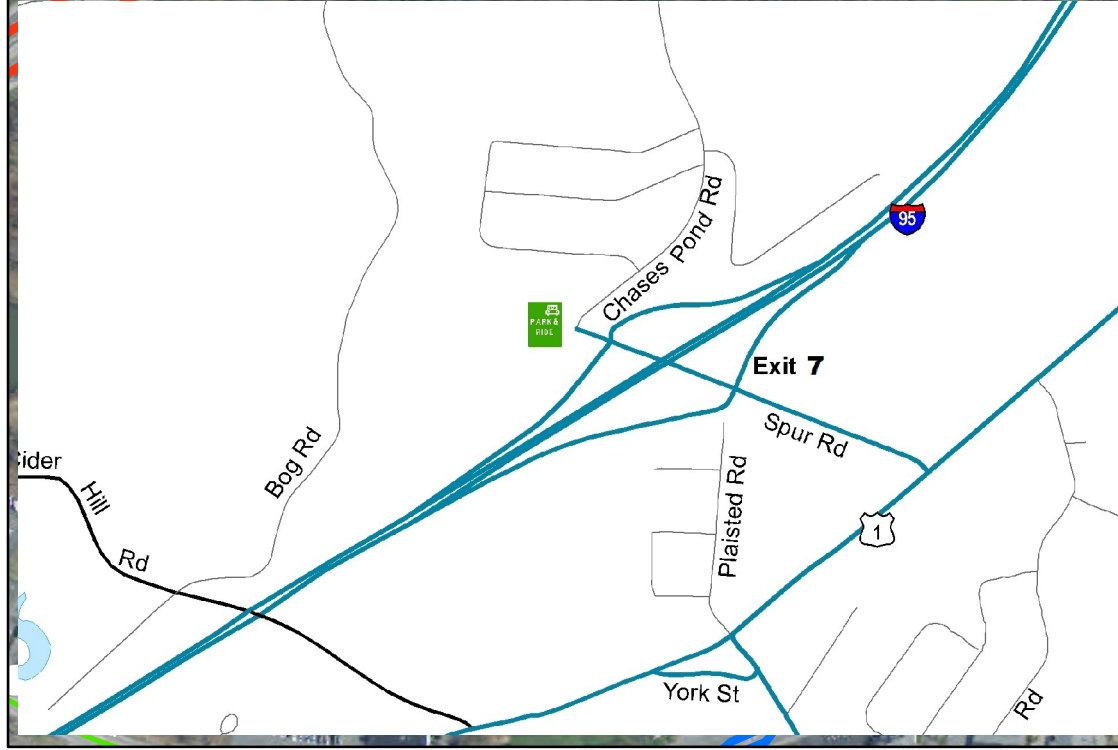 95
Chases Pond Rd
PARK &
RIDE
Exit 7
Spur Rd
Bog Rd
Cider
Hill
Rd
Plaisted Rd
1
York St
Rd